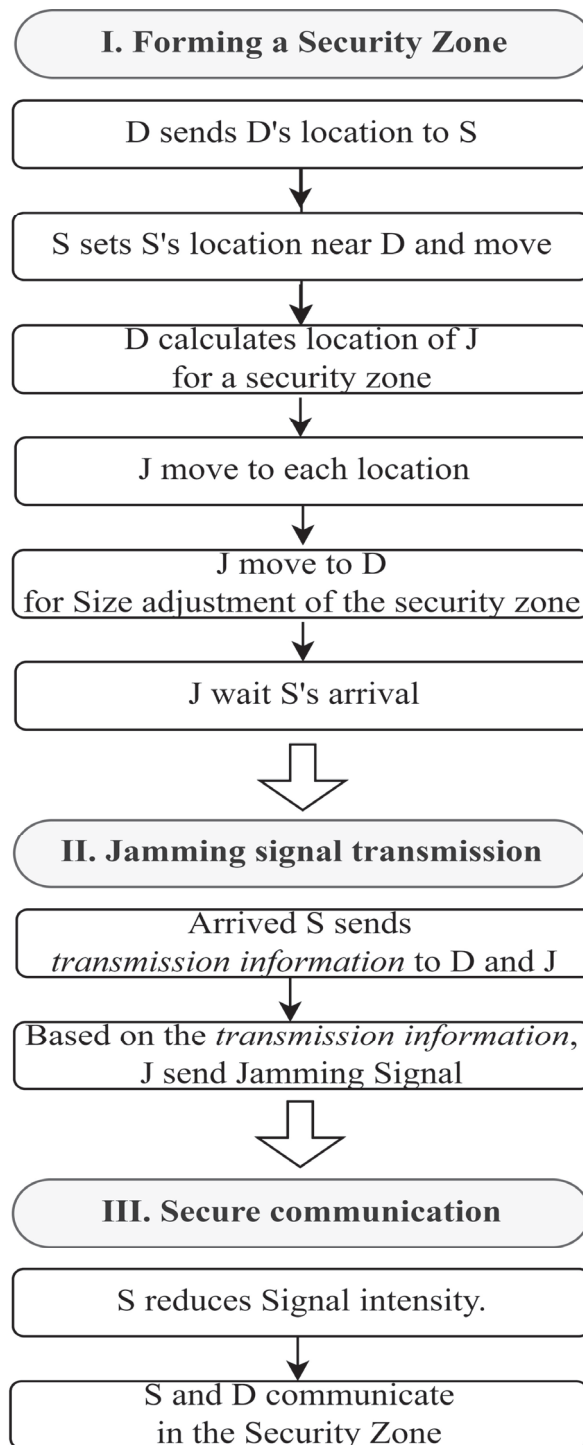 I. Forming a Security Zone
D sends D's location to S
S sets S's location near D and move
D calculates location of J
for a security zone
J move to each location
J move to D
for Size adjustment of the security zone
J wait S's arrival
II. Jamming signal transmission
Arrived S sends
transmission information to D and J
Based on the transmission information,
J send Jamming Signal
III. Secure communication
S reduces Signal intensity.
S and D communicate
in the Security Zone